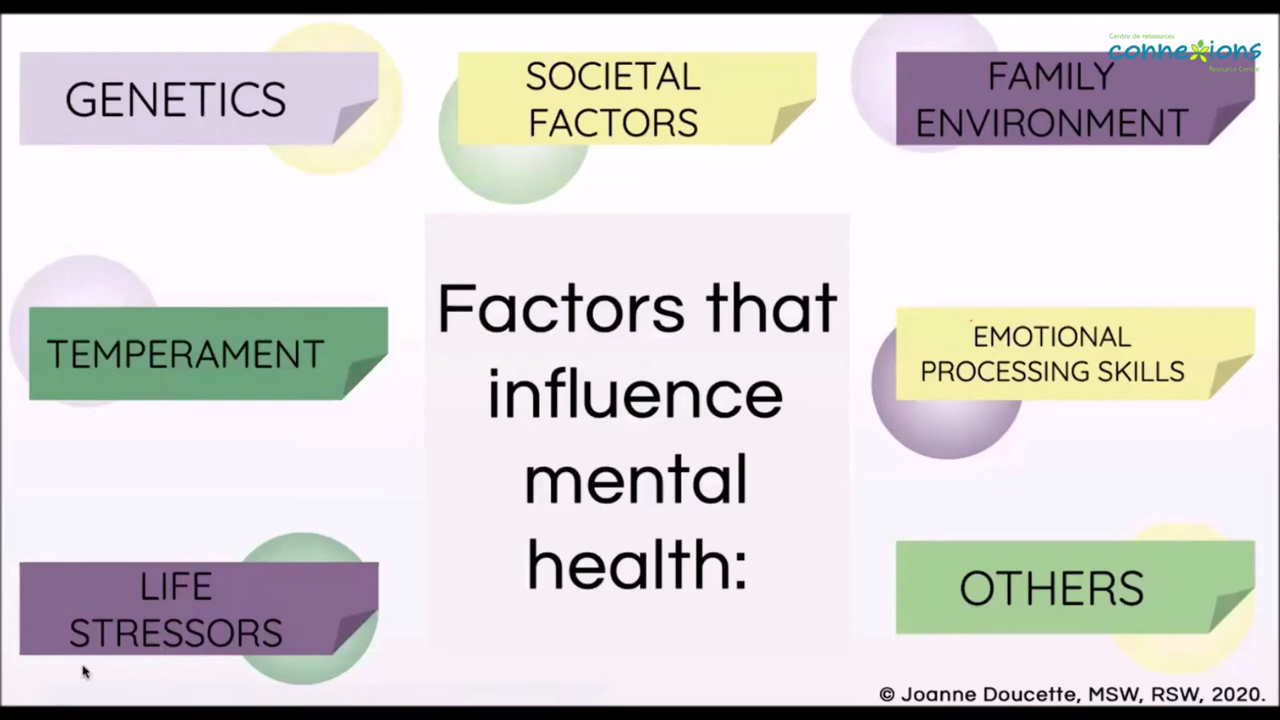 Centre de ressources
connexions
Resource Centre
GENETICS
SOCIETAL
FACTORS
FAMILY
ENVIRONMENT
TEMPERAMENT
Factors that
influence
mental
health:
EMOTIONAL
PROCESSING SKILLS
LIFE
STRESSORS
OTHERS
© Joanne Doucette, MSW, RSW, 2020.